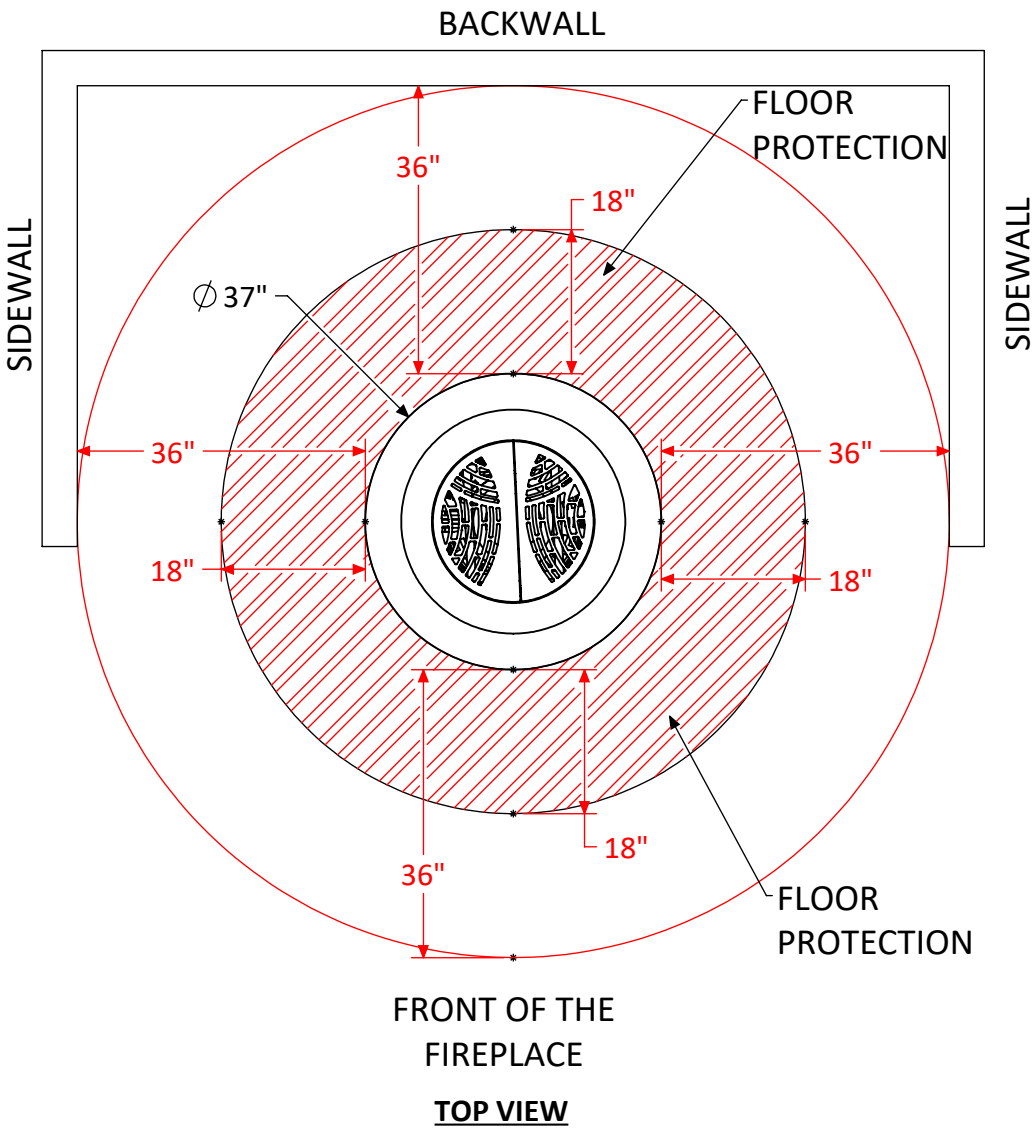 BACKWALL
FLOOR
PROTECTION
36"
18"
SIDEWALL
SIDEWALL
Ø 37"
36"
36"
18"
18"
18"
36"
FLOOR
PROTECTION
FRONT OF THE
FIREPLACE
TOP VIEW